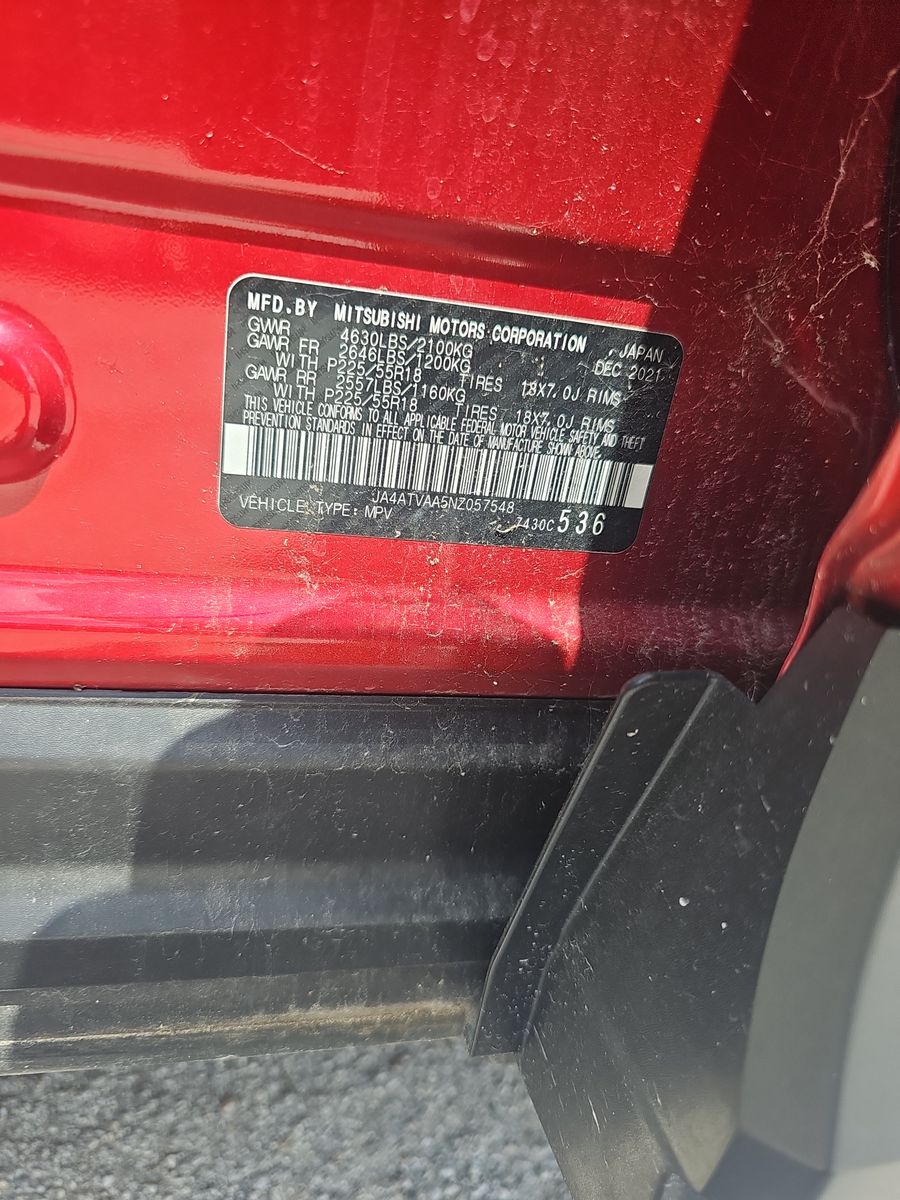 MFD.BY MITSUBISHI MOTORS CORPORATION JAPAN
GVWR 4630LBS/2100KG DEC 2021
GAWR FR 2646LBS/1200KG
WITH P225/55R18 TIRES 18X7.0J RIMS
GAWR RR 2557LBS/1160KG
WITH P225/55R18 TIRES 18X7.0J RIMS
THIS VEHICLE CONFORMS TO ALL APPLICABLE FEDERAL MOTOR VEHICLE SAFETY AND THEFT
PREVENTION STANDARDS IN EFFECT ON THE DATE OF MANUFACTURE SHOWN ABOVE
JA4ATVAA5NZ057548
VEHICLE TYPE: MPV 7430C 536